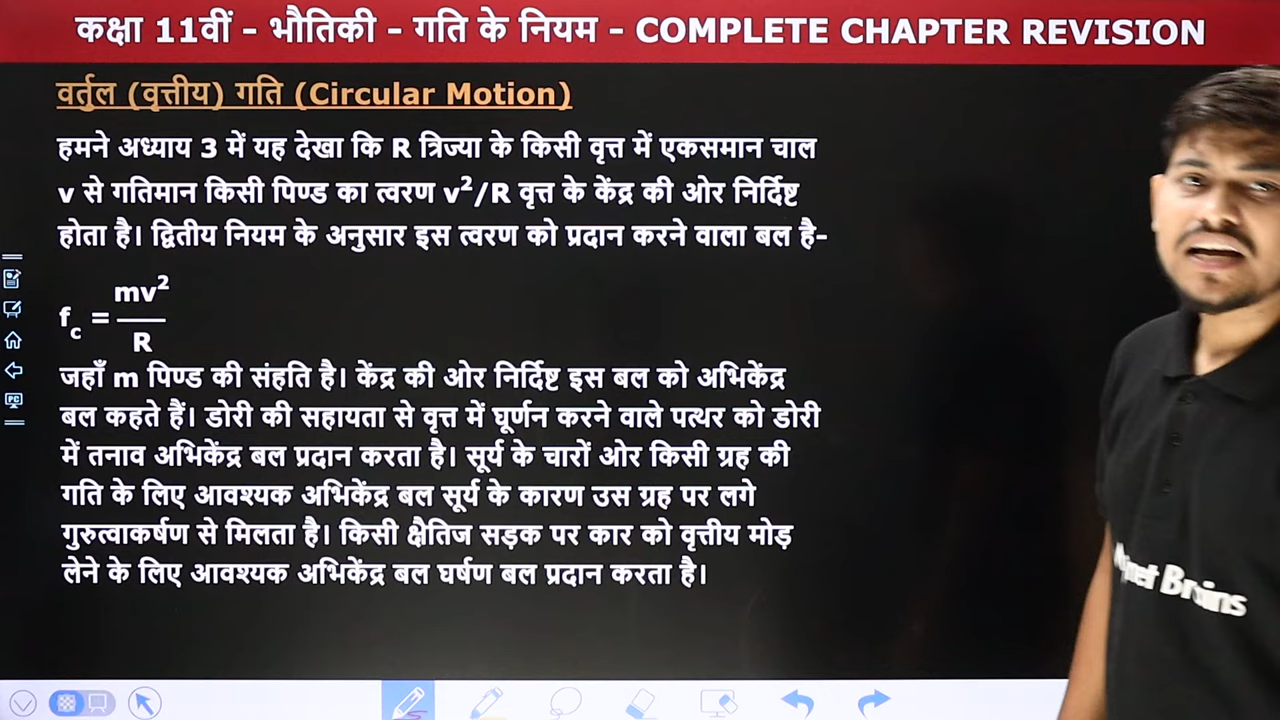 कक्षा 11वीं - भौतिकी - गति के नियम - COMPLETE CHAPTER REVISION
वर्तुल (वृत्तीय) गति (Circular Motion)
हमने अध्याय 3 में यह देखा कि R त्रिज्या के किसी वृत्त में एकसमान चाल
v से गतिमान किसी पिण्ड का त्वरण v²/R वृत्त के केंद्र की ओर निर्दिष्ट
होता है। द्वितीय नियम के अनुसार इस त्वरण को प्रदान करने वाला बल है-
f_c = mv²/R
जहाँ m पिण्ड की संहति है। केंद्र की ओर निर्दिष्ट इस बल को अभिकेंद्र
बल कहते हैं। डोरी की सहायता से वृत्त में घूर्णन करने वाले पत्थर को डोरी
में तनाव अभिकेंद्र बल प्रदान करता है। सूर्य के चारों ओर किसी ग्रह की
गति के लिए आवश्यक अभिकेंद्र बल सूर्य के कारण उस ग्रह पर लगे
गुरुत्वाकर्षण से मिलता है। किसी क्षैतिज सड़क पर कार को वृत्तीय मोड़
लेने के लिए आवश्यक अभिकेंद्र बल घर्षण बल प्रदान करता है।
PC